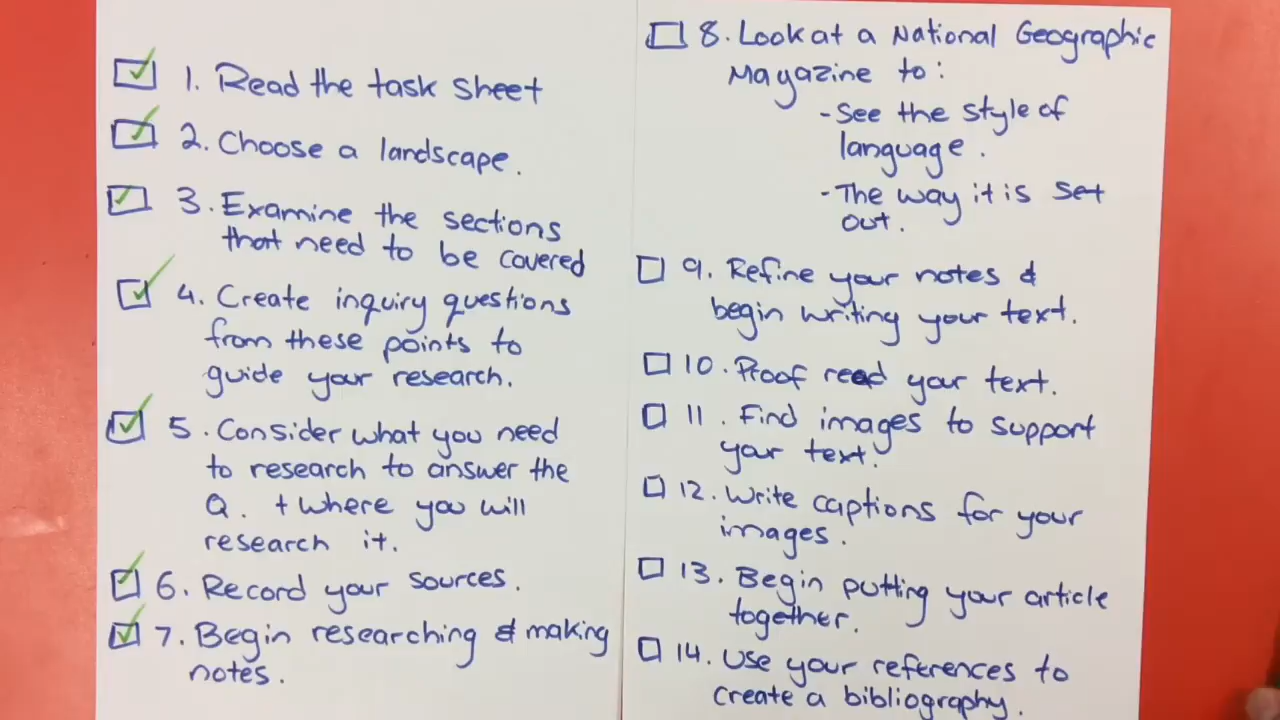 1. Read the task sheet
2. Choose a landscape.
3. Examine the sections
that need to be covered
4. Create inquiry questions
from these points to
guide your research.
5. Consider what you need
to research to answer the
Q. + where you will
research it.
6. Record your sources.
7. Begin researching & making
notes.
8. Look at a National Geographic
Magazine to:
- See the style of
language.
- The way it is set
out.
9. Refine your notes &
begin writing your text.
10. Proof read your text.
11. Find images to support
your text.
12. Write captions for your
images.
13. Begin putting your article
together.
14. Use your references to
create a bibliography.